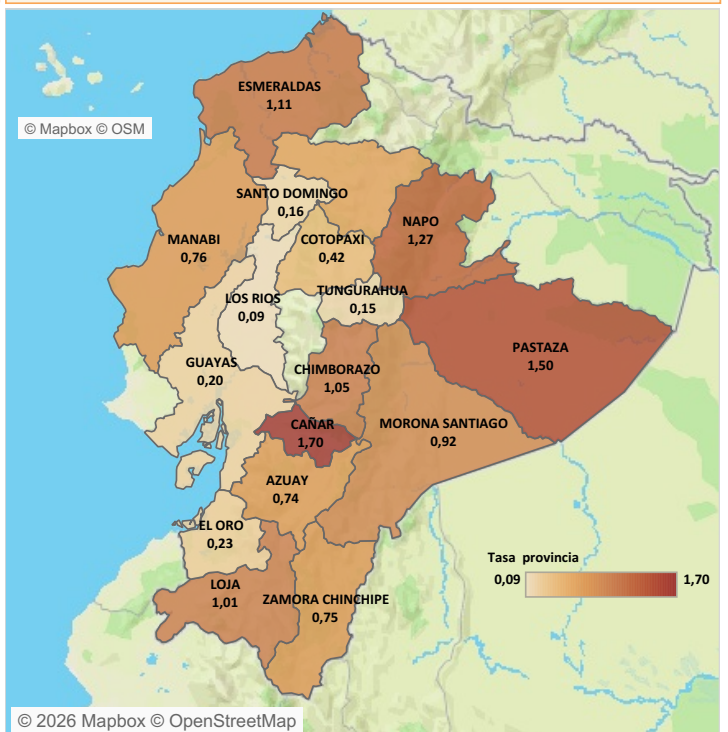 ESMERALDAS
1,11
© Mapbox © OSM
SANTO DOMINGO
0,16
NAPO
1,27
MANABI
0,76
COTOPAXI
0,42
TUNGURAHUA
0,15
LOS RIOS
0,09
PASTAZA
1,50
GUAYAS
0,20
CHIMBORAZO
1,05
CAÑAR
1,70
MORONA SANTIAGO
0,92
AZUAY
0,74
EL ORO
0,23
Tasa provincia
0,09 1,70
LOJA
1,01
ZAMORA CHINCHIPE
0,75
© 2026 Mapbox © OpenStreetMap